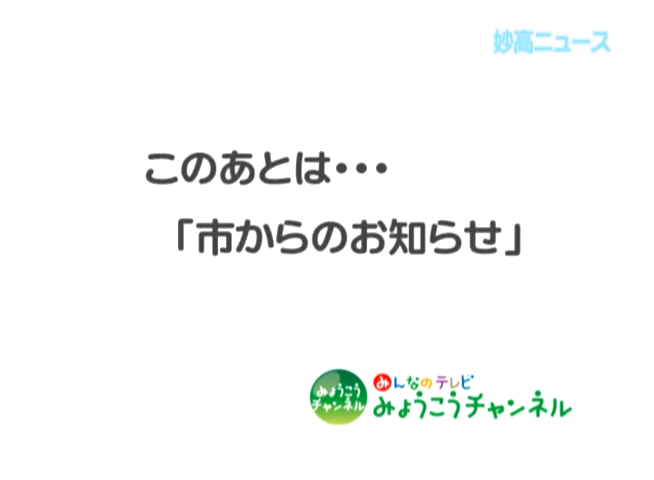 妙高ニュース
このあとは・・・
「市からのお知らせ」
みょうこう
チャンネル
みんなのテレビ
みょうこうチャンネル